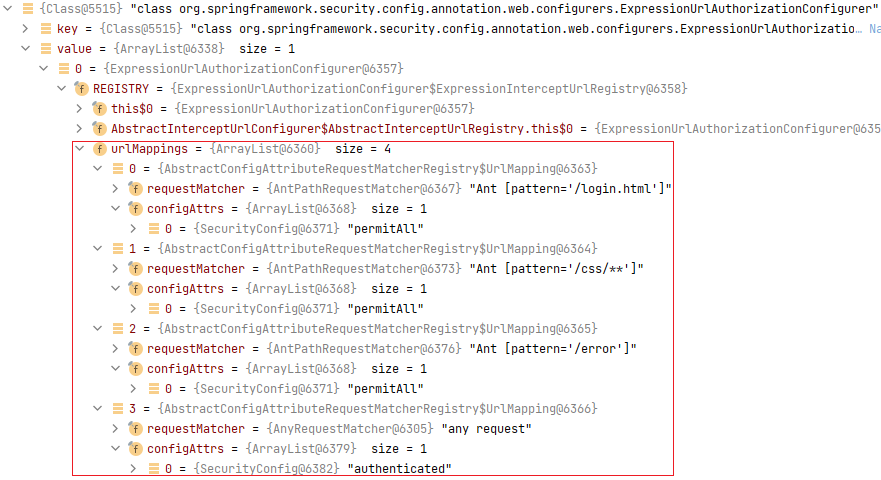 {Class@5515} "class org.springframework.security.config.annotation.web.configurers.ExpressionUrlAuthorizationConfigurer"
key = {Class@5515} "class org.springframework.security.config.annotation.web.configurers.ExpressionUrlAuthorizatio… Na
value = {ArrayList@6338} size = 1
0 = {ExpressionUrlAuthorizationConfigurer@6357}
REGISTRY = {ExpressionUrlAuthorizationConfigurer$ExpressionInterceptUrlRegistry@6358}
this$0 = {ExpressionUrlAuthorizationConfigurer@6357}
AbstractInterceptUrlConfigurer$AbstractInterceptUrlRegistry.this$0 = {ExpressionUrlAuthorizationConfigurer@635
urlMappings = {ArrayList@6360} size = 4
0 = {AbstractConfigAttributeRequestMatcherRegistry$UrlMapping@6363}
requestMatcher = {AntPathRequestMatcher@6367} "Ant [pattern='/login.html']"
configAttrs = {ArrayList@6368} size = 1
0 = {SecurityConfig@6371} "permitAll"
1 = {AbstractConfigAttributeRequestMatcherRegistry$UrlMapping@6364}
requestMatcher = {AntPathRequestMatcher@6373} "Ant [pattern='/css/**']"
configAttrs = {ArrayList@6368} size = 1
0 = {SecurityConfig@6371} "permitAll"
2 = {AbstractConfigAttributeRequestMatcherRegistry$UrlMapping@6365}
requestMatcher = {AntPathRequestMatcher@6376} "Ant [pattern='/error']"
configAttrs = {ArrayList@6368} size = 1
0 = {SecurityConfig@6371} "permitAll"
3 = {AbstractConfigAttributeRequestMatcherRegistry$UrlMapping@6366}
requestMatcher = {AnyRequestMatcher@6305} "any request"
configAttrs = {ArrayList@6379} size = 1
0 = {SecurityConfig@6382} "authenticated"